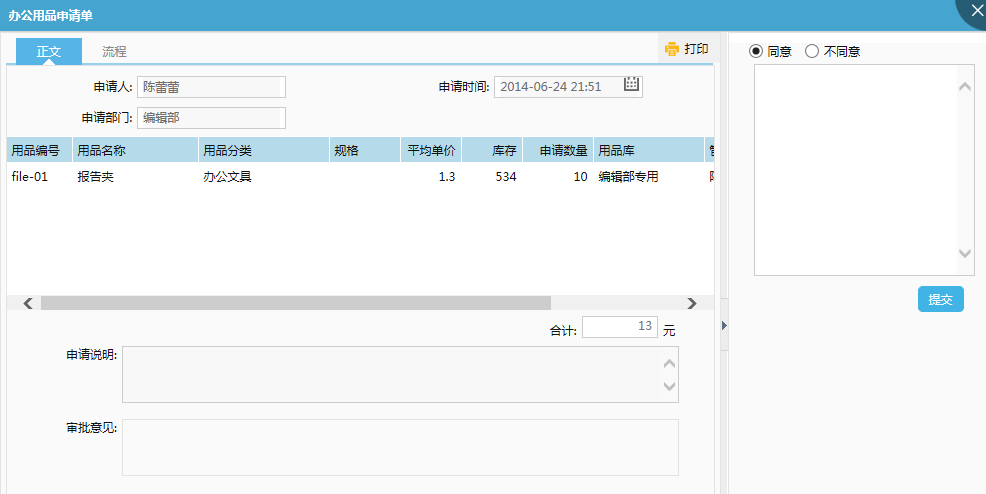 办公用品申请单
正文 流程 打印
同意 不同意
申请人: 陈蕾蕾 申请时间: 2014-06-24 21:51
申请部门: 编辑部
用品编号 用品名称 用品分类 规格 平均单价 库存 申请数量 用品库
file-01 报告夹 办公文具 1.3 534 10 编辑部专用
提交
合计: 13 元
申请说明:
审批意见: